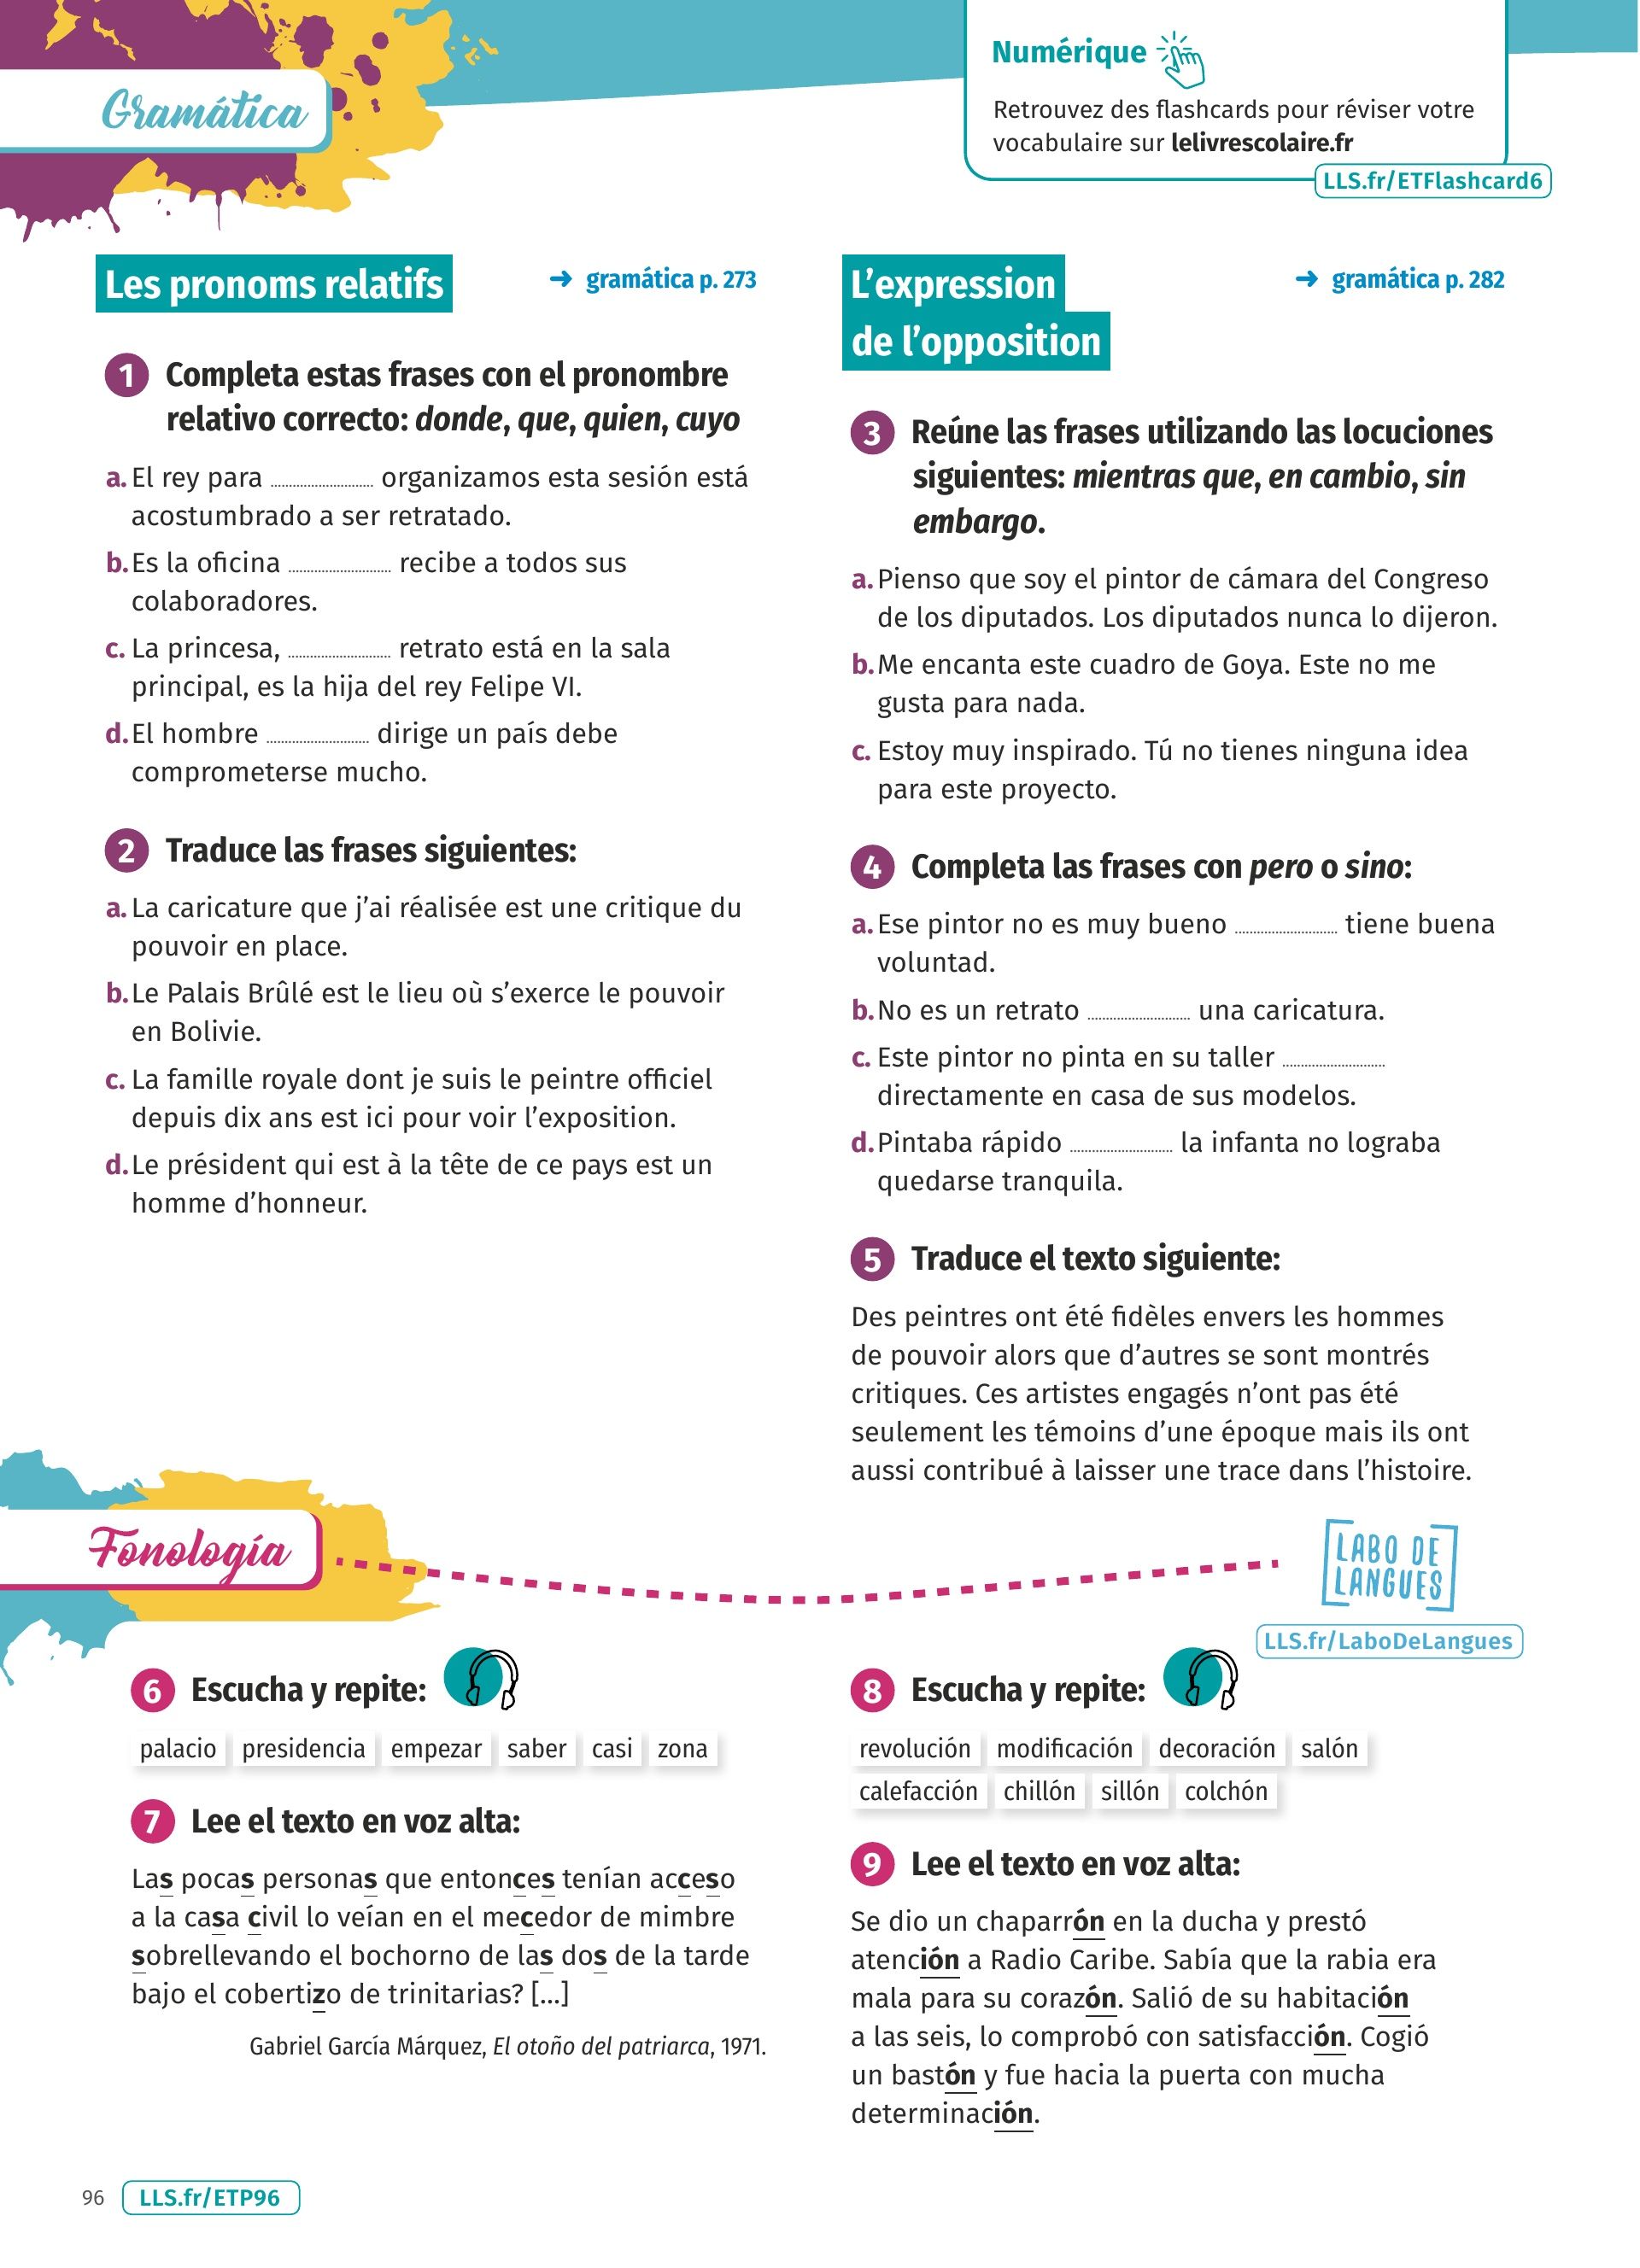 Gramática
Numérique
Retrouvez des flashcards pour réviser votre
vocabulaire sur lelivrescolaire.fr
LLS.fr/ETFlashcard6
Les pronoms relatifs
➜ gramática p. 273
1 Completa estas frases con el pronombre
relativo correcto: donde, que, quien, cuyo
a. El rey para .......................... organizamos esta sesión está
acostumbrado a ser retratado.
b. Es la oficina .......................... recibe a todos sus
colaboradores.
c. La princesa, .......................... retrato está en la sala
principal, es la hija del rey Felipe VI.
d. El hombre .......................... dirige un país debe
comprometerse mucho.
2 Traduce las frases siguientes:
a. La caricature que j’ai réalisée est une critique du
pouvoir en place.
b. Le Palais Brûlé est le lieu où s’exerce le pouvoir
en Bolivie.
c. La famille royale dont je suis le peintre officiel
depuis dix ans est ici pour voir l’exposition.
d. Le président qui est à la tête de ce pays est un
homme d’honneur.
L’expression
de l’opposition
➜ gramática p. 282
3 Reúne las frases utilizando las locuciones
siguientes: mientras que, en cambio, sin
embargo.
a. Pienso que soy el pintor de cámara del Congreso
de los diputados. Los diputados nunca lo dijeron.
b. Me encanta este cuadro de Goya. Este no me
gusta para nada.
c. Estoy muy inspirado. Tú no tienes ninguna idea
para este proyecto.
4 Completa las frases con pero o sino:
a. Ese pintor no es muy bueno .......................... tiene buena
voluntad.
b. No es un retrato .......................... una caricatura.
c. Este pintor no pinta en su taller ..........................
directamente en casa de sus modelos.
d. Pintaba rápido .......................... la infanta no lograba
quedarse tranquila.
5 Traduce el texto siguiente:
Des peintres ont été fidèles envers les hommes
de pouvoir alors que d’autres se sont montrés
critiques. Ces artistes engagés n’ont pas été
seulement les témoins d’une époque mais ils ont
aussi contribué à laisser une trace dans l’histoire.
Fonología
LABO DE
LANGUES
LLS.fr/LaboDeLangues
6 Escucha y repite:
palacio presidencia empezar saber casi zona
7 Lee el texto en voz alta:
Las pocas personas que entonces tenían acceso
a la casa civil lo veían en el mecedor de mimbre
sobrellevando el bochorno de las dos de la tarde
bajo el cobertizo de trinitarias? [...]
Gabriel García Márquez, El otoño del patriarca, 1971.
8 Escucha y repite:
revolución modificación decoración salón
calefacción chillón sillón colchón
9 Lee el texto en voz alta:
Se dio un chaparrón en la ducha y prestó
atención a Radio Caribe. Sabía que la rabia era
mala para su corazón. Salió de su habitación
a las seis, lo comprobó con satisfacción. Cogió
un bastón y fue hacia la puerta con mucha
determinación.
96 LLS.fr/ETP96